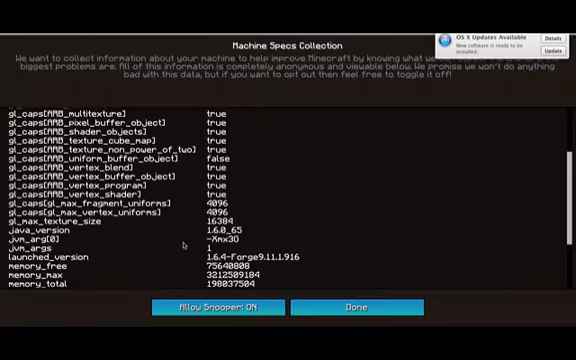 OS X Updates Available
New software is ready to be
installed.
Details
Update
Machine Specs Collection
We want to collect information about your machine to help improve Minecraft by knowing what we can
biggest problems are. All of this information is completely anonymous and viewable below. We promise we won't do anything
bad with this data, but if you want to opt out then feel free to toggle it off!
gl_caps[ARB_multitexture] true
gl_caps[ARB_pixel_buffer_object] true
gl_caps[ARB_shader_objects] true
gl_caps[ARB_texture_cube_map] true
gl_caps[ARB_texture_non_power_of_two] true
gl_caps[ARB_uniform_buffer_object] false
gl_caps[ARB_vertex_blend] true
gl_caps[ARB_vertex_buffer_object] true
gl_caps[ARB_vertex_program] true
gl_caps[ARB_vertex_shader] true
gl_caps[gl_max_fragment_uniforms] 4096
gl_caps[gl_max_vertex_uniforms] 4096
gl_max_texture_size 16384
java_version 1.6.0_65
jvm_arg[0] -Xmx3G
jvm_args 1
launched_version 1.6.4-Forge9.11.1.916
memory_free 75640808
memory_max 3212509184
memory_total 198037504
Allow Snooper: ON
Done